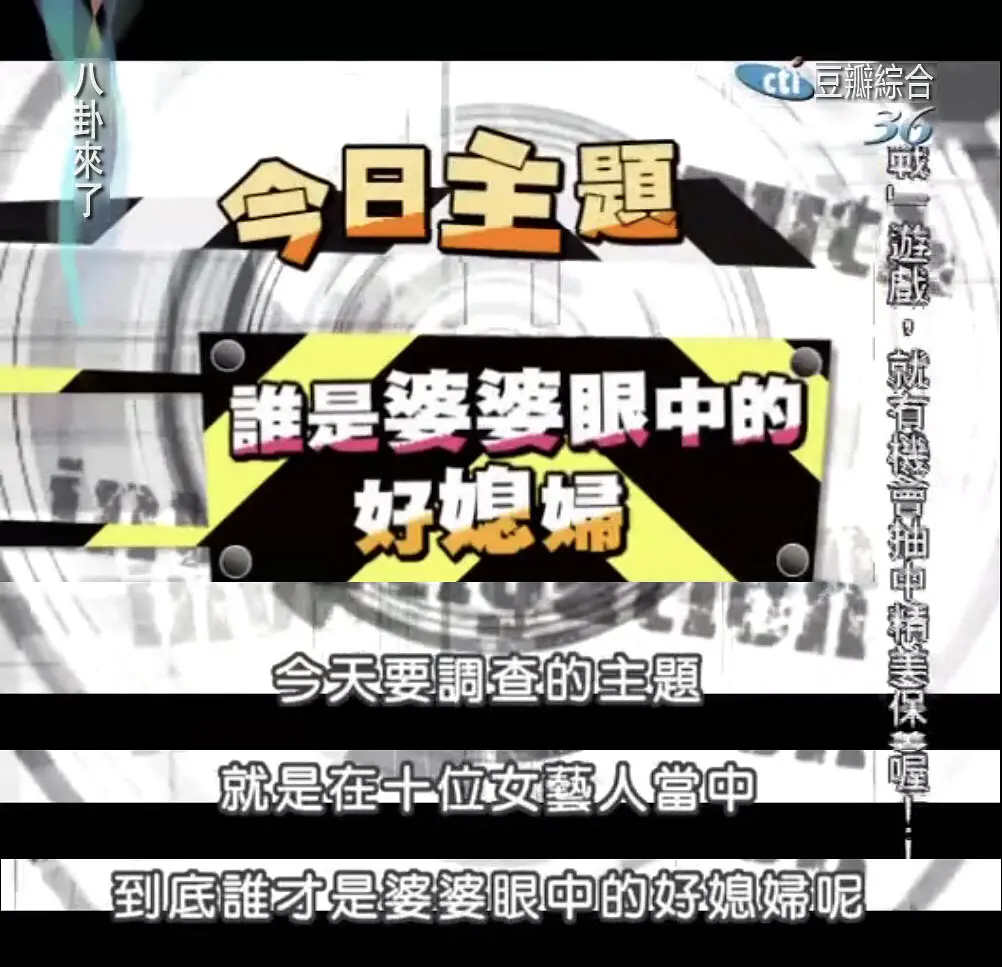 八卦來了
cti 豆瓣綜合
36
今日主題
誰是婆婆眼中的
好媳婦
戰」遊戲，就有機會抽中精美保養喔！
今天要調查的主題
就是在十位女藝人當中
到底誰才是婆婆眼中的好媳婦呢